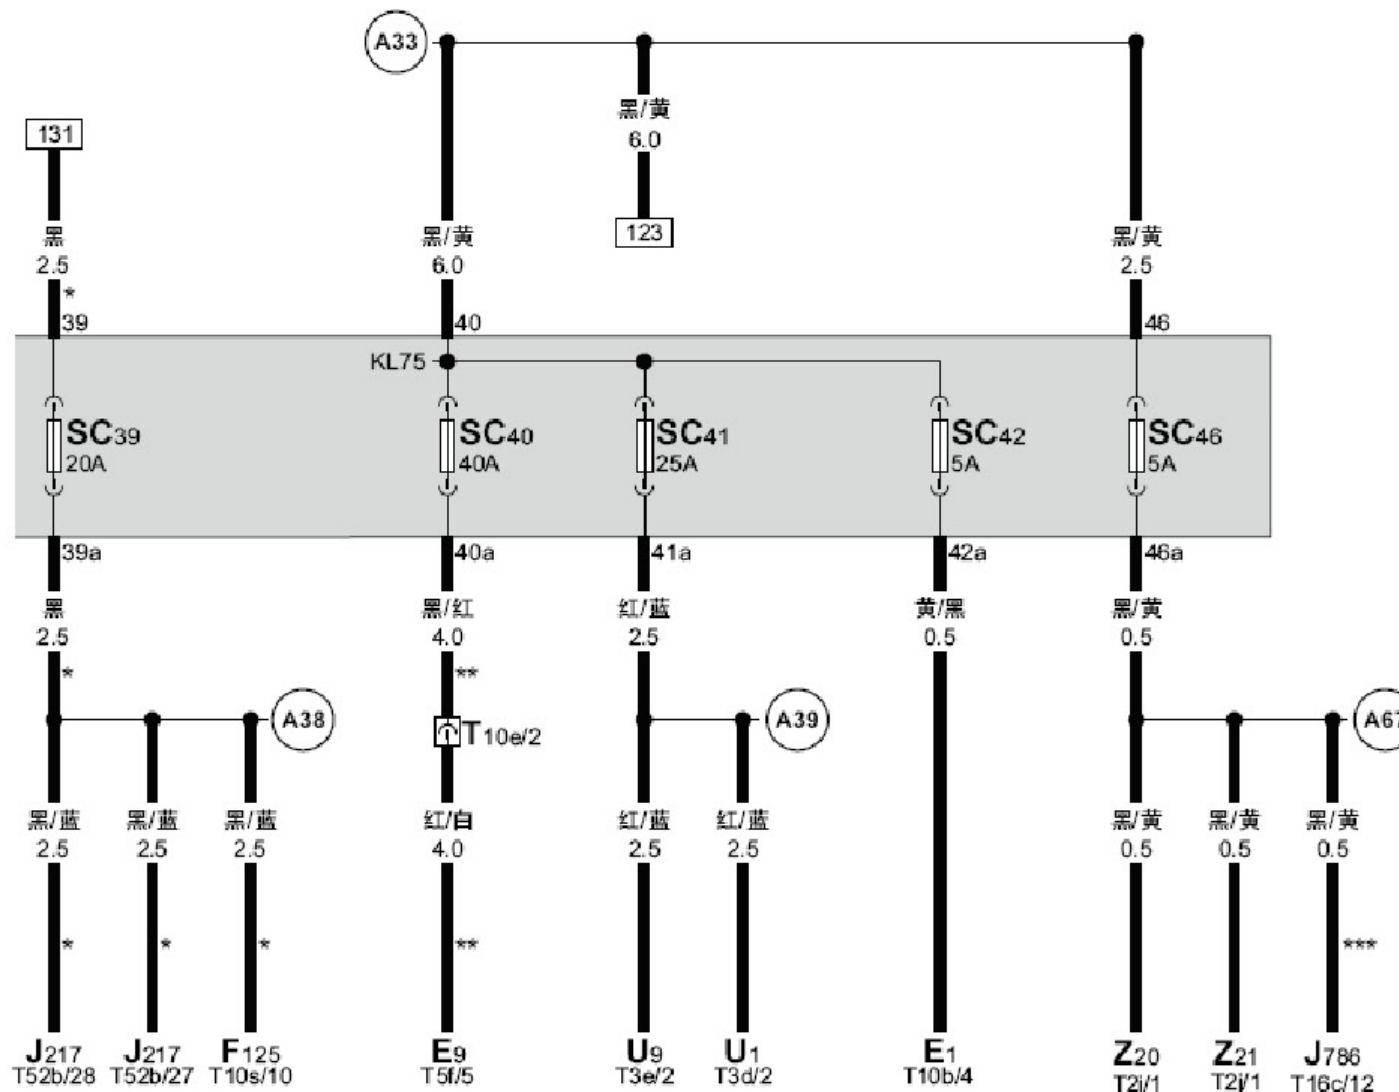 A33
黑/黄
6.0
131
123
黑
2.5
*
黑/黄
6.0
黑/黄
2.5
39
40
46
KL75
SC39
20A
SC40
40A
SC41
25A
SC42
5A
SC46
5A
39a
40a
41a
42a
46a
黑
2.5
*
黑/红
4.0
**
红/蓝
2.5
黄/黑
0.5
黑/黄
0.5
A38
T10e/2
A39
A67
黑/蓝
2.5
黑/蓝
2.5
黑/蓝
2.5
红/白
4.0
红/蓝
2.5
红/蓝
2.5
黑/黄
0.5
黑/黄
0.5
黑/黄
0.5
*
*
*
**
***
J217
T52b/28
J217
T52b/27
F125
T10s/10
E9
T5f/5
U9
T3e/2
U1
T3d/2
E1
T10b/4
Z20
T2i/1
Z21
T2j/1
J786
T16c/12